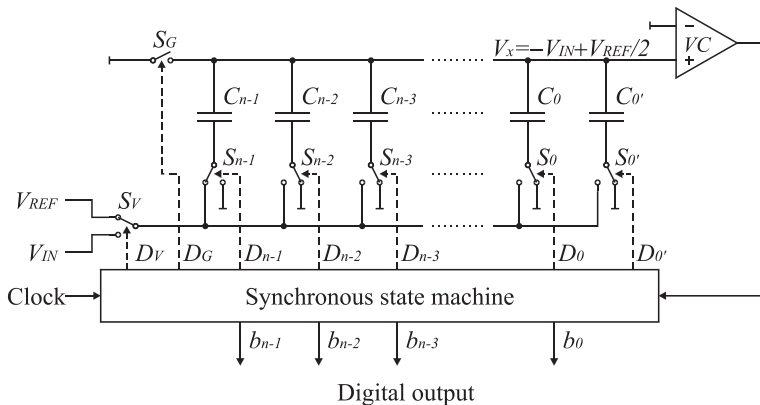 S_G
V_x=-V_IN+V_REF/2
VC
−
+
C_n-1 C_n-2 C_n-3 C_0 C_0'
S_n-1 S_n-2 S_n-3 S_0 S_0'
V_REF S_V
V_IN
D_V D_G D_n-1 D_n-2 D_n-3 D_0 D_0'
Clock Synchronous state machine
b_n-1 b_n-2 b_n-3 b_0
Digital output